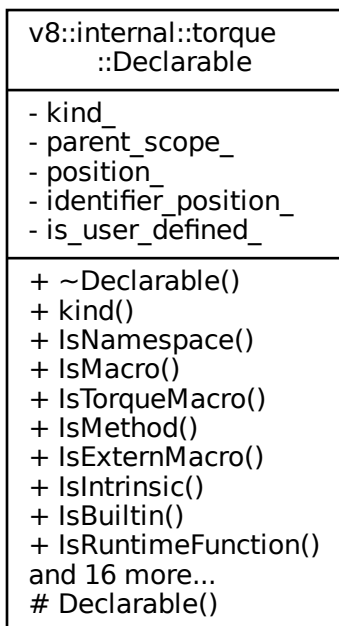 v8::internal::torque
::Declarable
- kind_
- parent_scope_
- position_
- identifier_position_
- is_user_defined_
+ ~Declarable()
+ kind()
+ IsNamespace()
+ IsMacro()
+ IsTorqueMacro()
+ IsMethod()
+ IsExternMacro()
+ IsIntrinsic()
+ IsBuiltin()
+ IsRuntimeFunction()
and 16 more...
# Declarable()